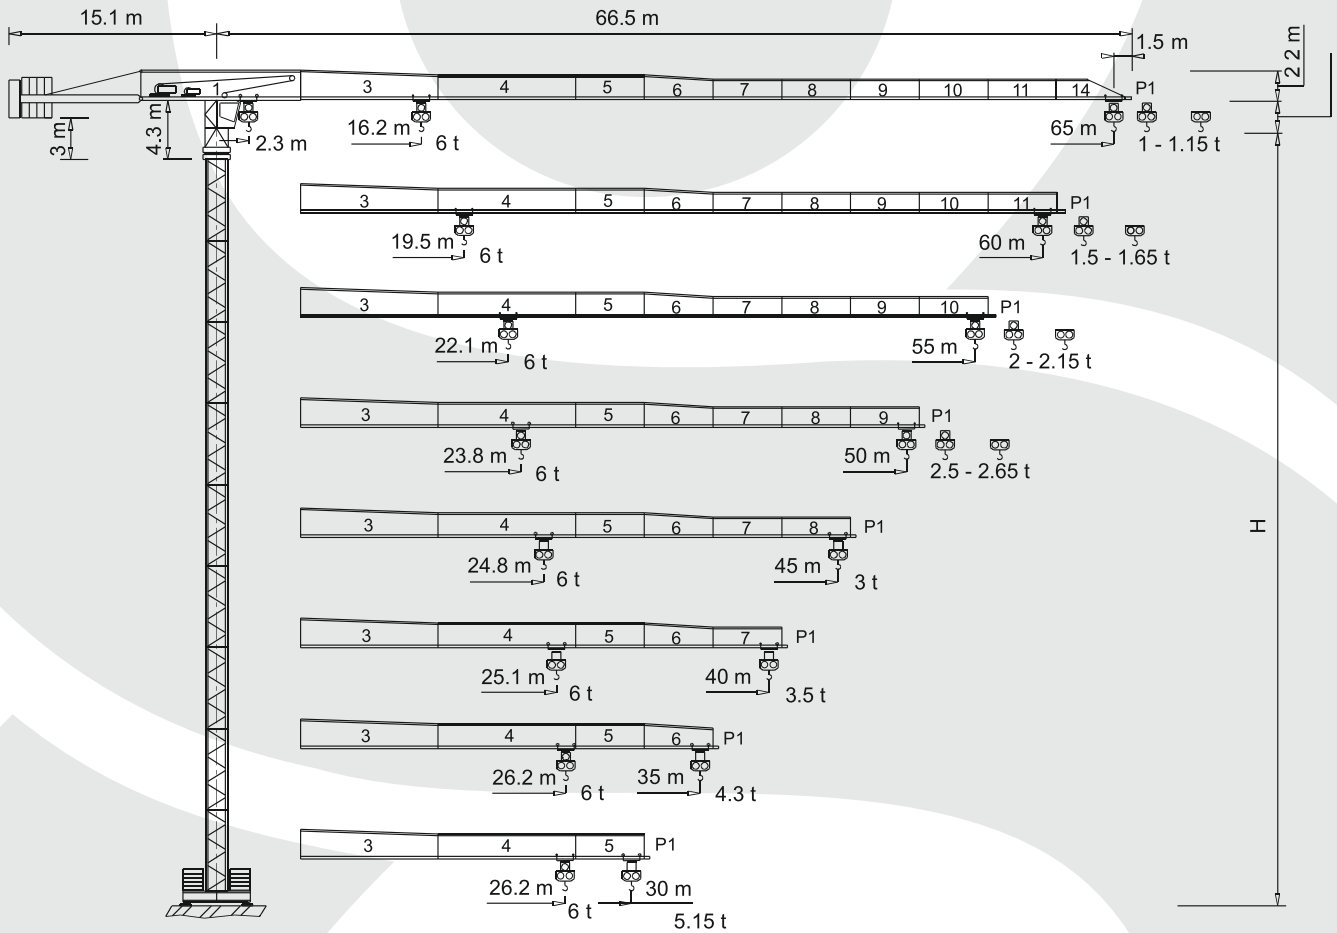 15.1 m
66.5 m
1.5 m
2 2 m
1
3
4
5
6
7
8
9
10
11
14
P1
3 m
4.3 m
2.3 m
16.2 m
6 t
65 m
1 - 1.15 t
3
4
5
6
7
8
9
10
11
P1
19.5 m
6 t
60 m
1.5 - 1.65 t
3
4
5
6
7
8
9
10
P1
22.1 m
6 t
55 m
2 - 2.15 t
3
4
5
6
7
8
9
P1
23.8 m
6 t
50 m
2.5 - 2.65 t
3
4
5
6
7
8
P1
H
24.8 m
6 t
45 m
3 t
3
4
5
6
7
P1
25.1 m
6 t
40 m
3.5 t
3
4
5
6
P1
26.2 m
6 t
35 m
4.3 t
3
4
5
P1
26.2 m
6 t
30 m
5.15 t